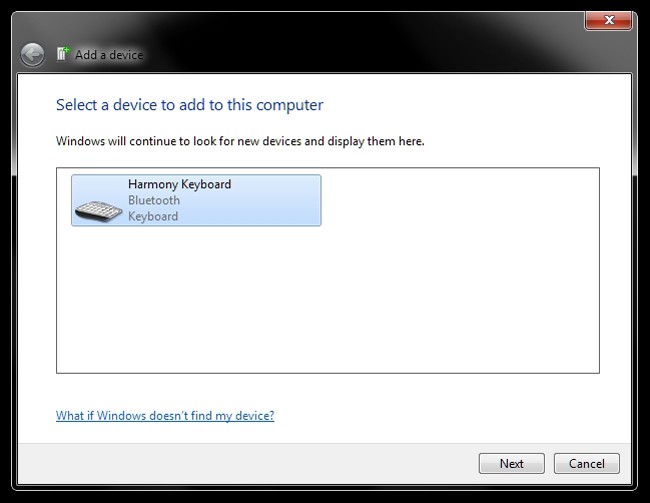 Add a device
Select a device to add to this computer
Windows will continue to look for new devices and display them here.
Harmony Keyboard
Bluetooth
Keyboard
What if Windows doesn't find my device?
Next
Cancel